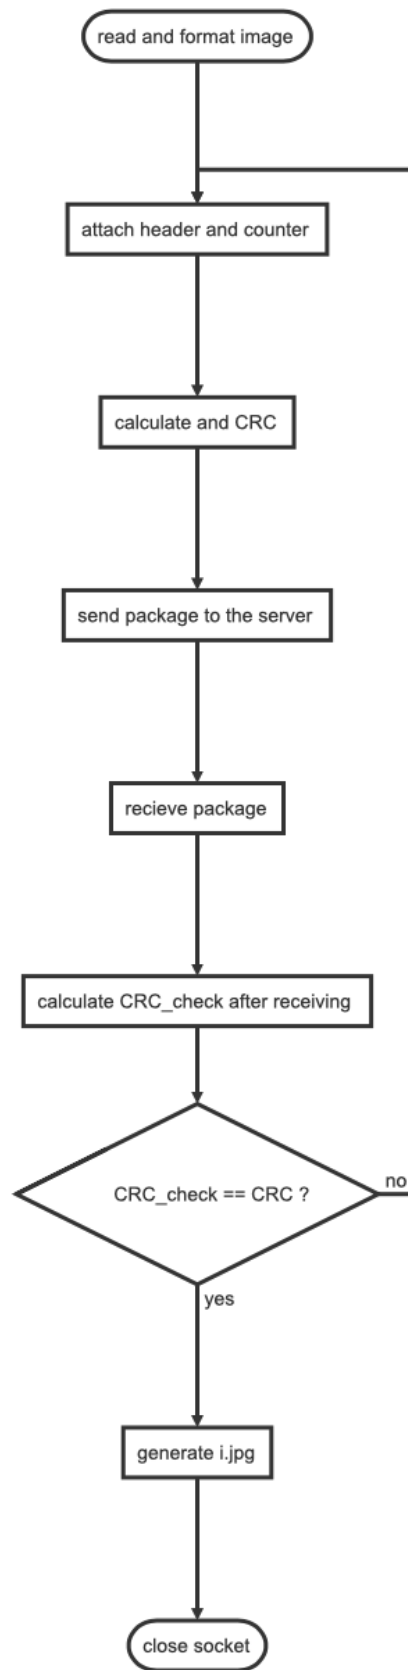 read and format image
attach header and counter
calculate and CRC
send package to the server
recieve package
calculate CRC_check after receiving
CRC_check == CRC ?
no
yes
generate i.jpg
close socket